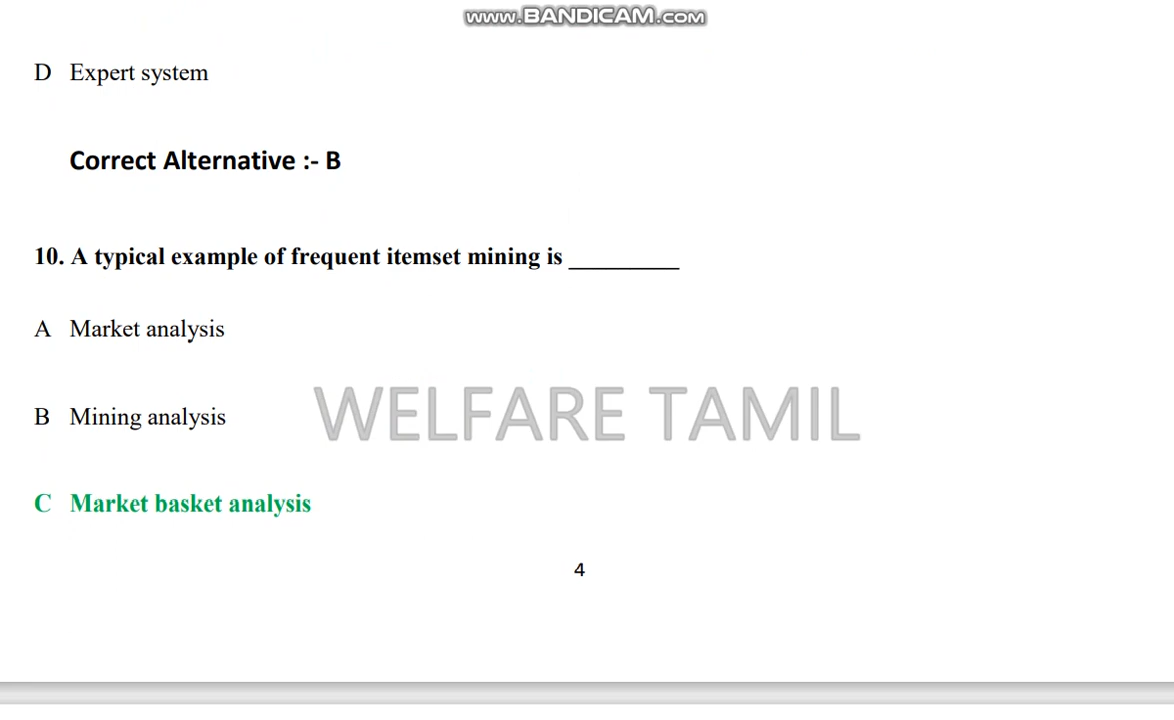 www.BANDICAM.COM
D Expert system
Correct Alternative :- B
10. A typical example of frequent itemset mining is _________
A Market analysis
WELFARE TAMIL
B Mining analysis
C Market basket analysis
4